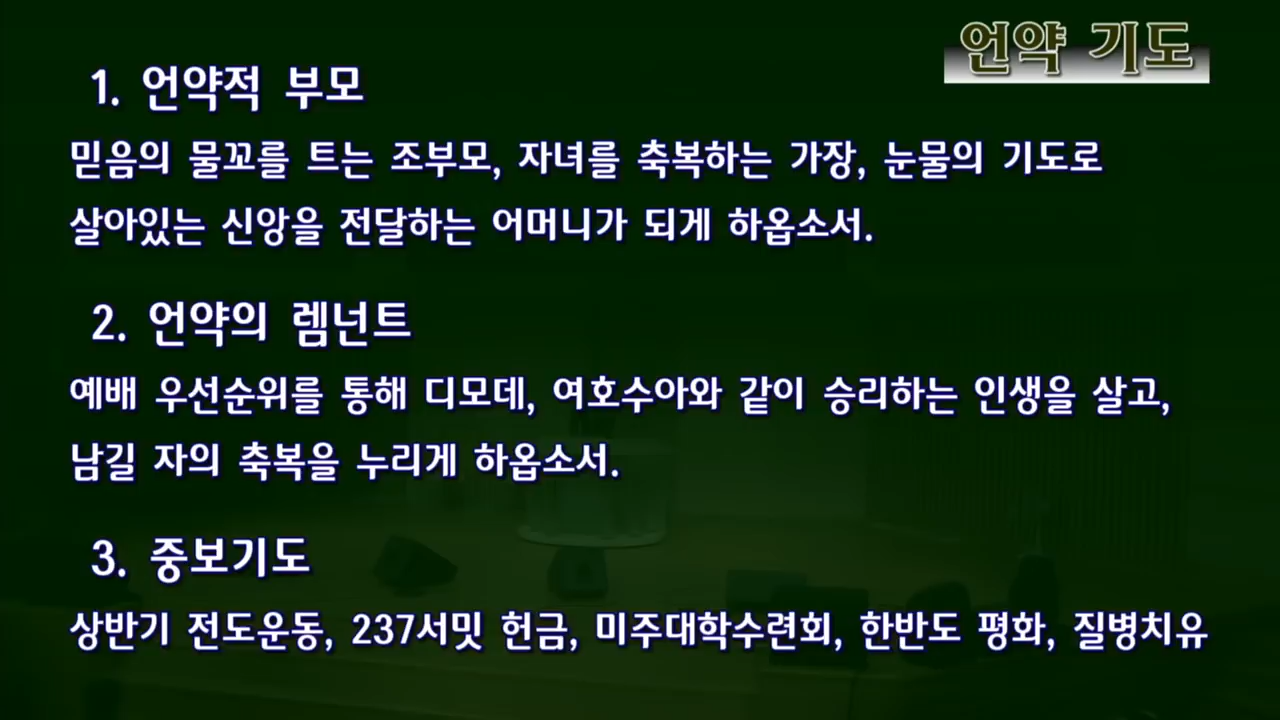 언약 기도
1. 언약적 부모
믿음의 물꼬를 트는 조부모, 자녀를 축복하는 가장, 눈물의 기도로
살아있는 신앙을 전달하는 어머니가 되게 하옵소서.
2. 언약의 렘넌트
예배 우선순위를 통해 디모데, 여호수아와 같이 승리하는 인생을 살고,
남길 자의 축복을 누리게 하옵소서.
3. 중보기도
상반기 전도운동, 237서밋 헌금, 미주대학수련회, 한반도 평화, 질병치유